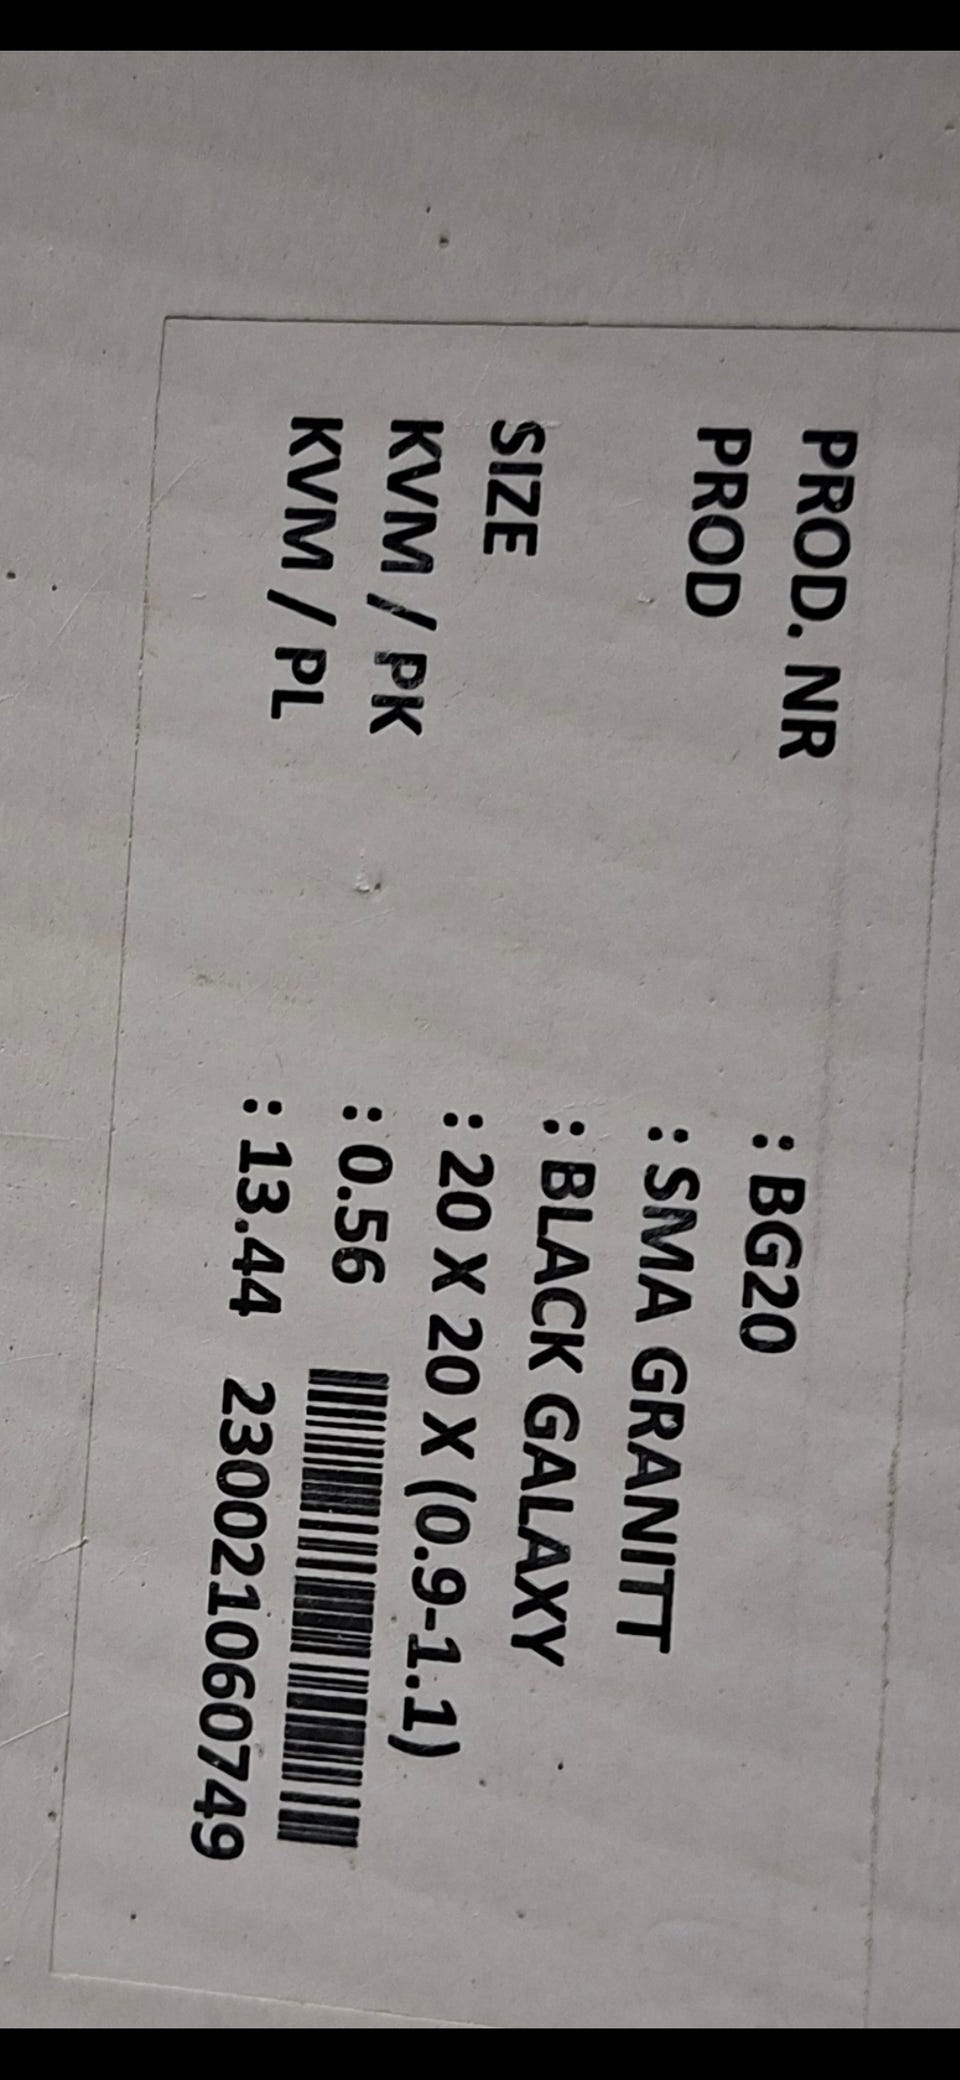 PROD. NR : BG20
PROD : SMA GRANITT
: BLACK GALAXY
SIZE : 20 X 20 X (0.9-1.1)
KVM / PK : 0.56
KVM / PL : 13.44 2300021060749